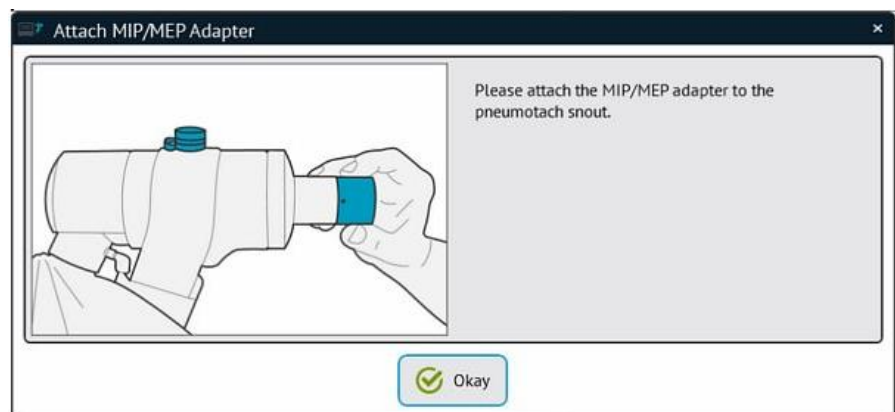 Attach MIP/MEP Adapter
Please attach the MIP/MEP adapter to the
pneumotach snout.
Okay